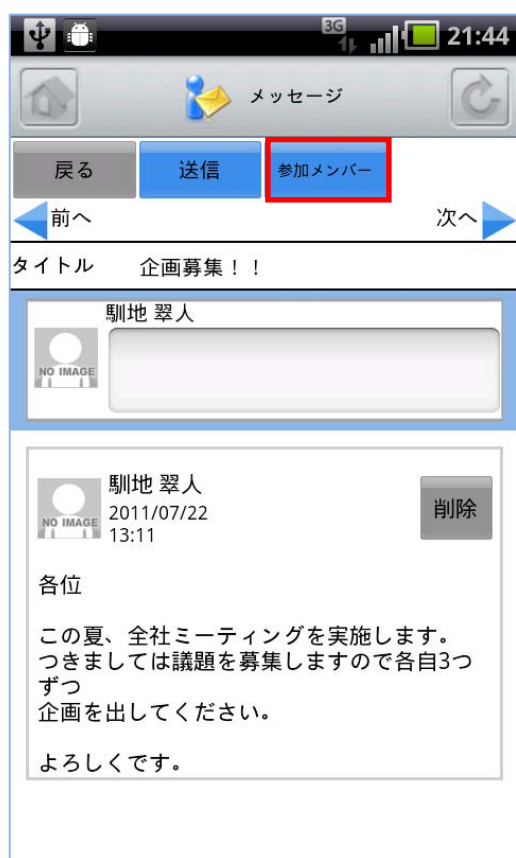 3G 21:44
メッセージ
戻る 送信 参加メンバー
前へ 次へ
タイトル 企画募集！！
馴地 翠人
NO IMAGE
馴地 翠人
NO IMAGE 2011/07/22 削除
13:11
各位
この夏、全社ミーティングを実施します。
つきましては議題を募集しますので各自3つ
ずつ
企画を出してください。
よろしくです。